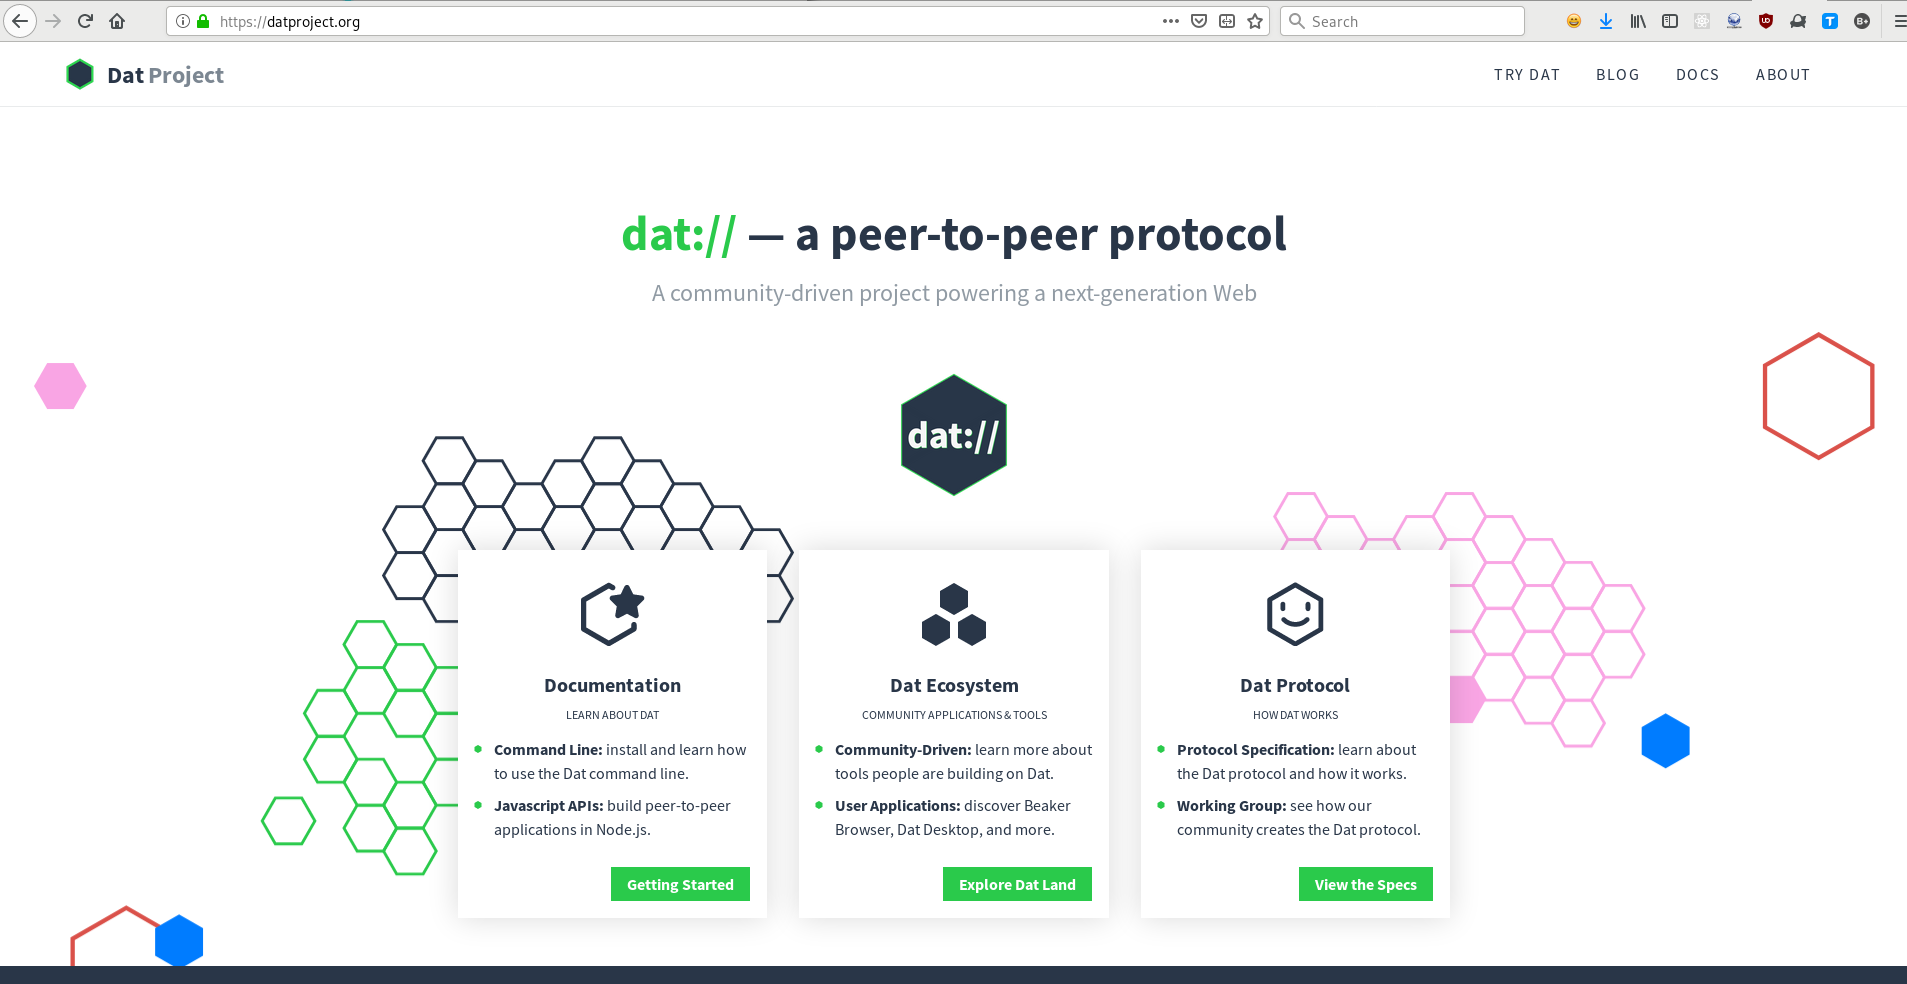 https://datproject.org
Search
Dat Project
TRY DAT
BLOG
DOCS
ABOUT
dat:// — a peer-to-peer protocol
A community-driven project powering a next-generation Web
dat://
Documentation
LEARN ABOUT DAT
Command Line: install and learn how
to use the Dat command line.
Javascript APIs: build peer-to-peer
applications in Node.js.
Getting Started
Dat Ecosystem
COMMUNITY APPLICATIONS & TOOLS
Community-Driven: learn more about
tools people are building on Dat.
User Applications: discover Beaker
Browser, Dat Desktop, and more.
Explore Dat Land
Dat Protocol
HOW DAT WORKS
Protocol Specification: learn about
the Dat protocol and how it works.
Working Group: see how our
community creates the Dat protocol.
View the Specs